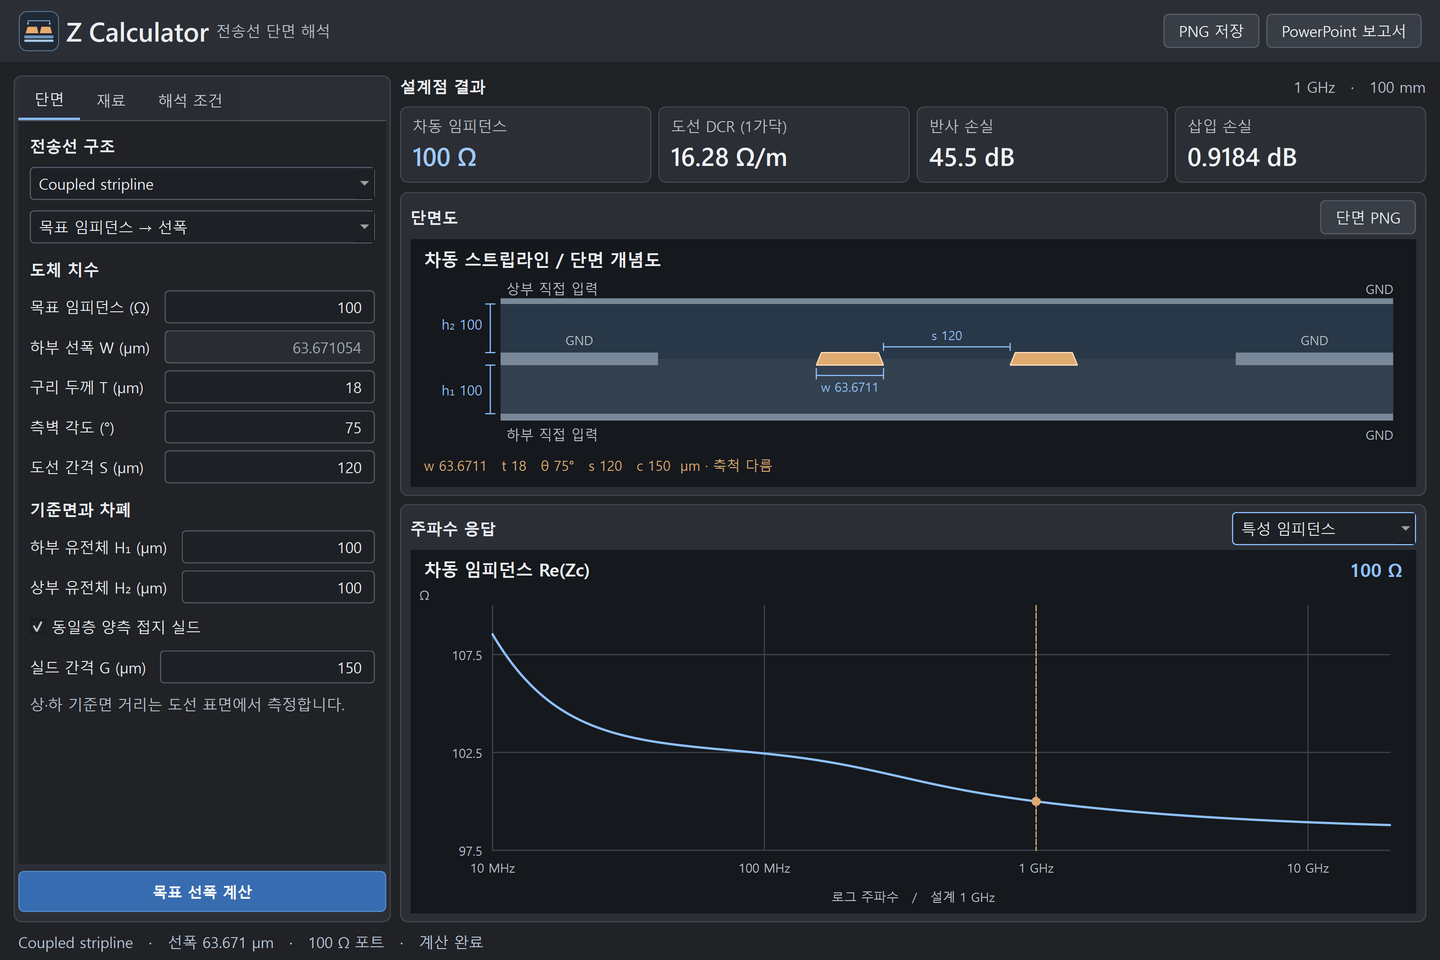 Z Calculator 전송선 단면 해석
PNG 저장
PowerPoint 보고서
단면
재료
해석 조건
전송선 구조
Coupled stripline
목표 임피던스 → 선폭
도체 치수
목표 임피던스 (Ω) 100
하부 선폭 W (μm) 63.671054
구리 두께 T (μm) 18
측벽 각도 (°) 75
도선 간격 S (μm) 120
기준면과 차폐
하부 유전체 H₁ (μm) 100
상부 유전체 H₂ (μm) 100
✓ 동일층 양측 접지 실드
실드 간격 G (μm) 150
상·하 기준면 거리는 도선 표면에서 측정합니다.
목표 선폭 계산
설계점 결과
1 GHz · 100 mm
차동 임피던스
100 Ω
도선 DCR (1가닥)
16.28 Ω/m
반사 손실
45.5 dB
삽입 손실
0.9184 dB
단면도
단면 PNG
차동 스트립라인 / 단면 개념도
상부 직접 입력
GND
h₂ 100
GND
s 120
GND
h₁ 100
w 63.6711
하부 직접 입력
GND
w 63.6711 t 18 θ 75° s 120 c 150 μm · 축척 다름
주파수 응답
특성 임피던스
차동 임피던스 Re(Zc)
100 Ω
Ω
107.5
102.5
97.5
10 MHz
100 MHz
1 GHz
10 GHz
로그 주파수 / 설계 1 GHz
Coupled stripline · 선폭 63.671 μm · 100 Ω 포트 · 계산 완료